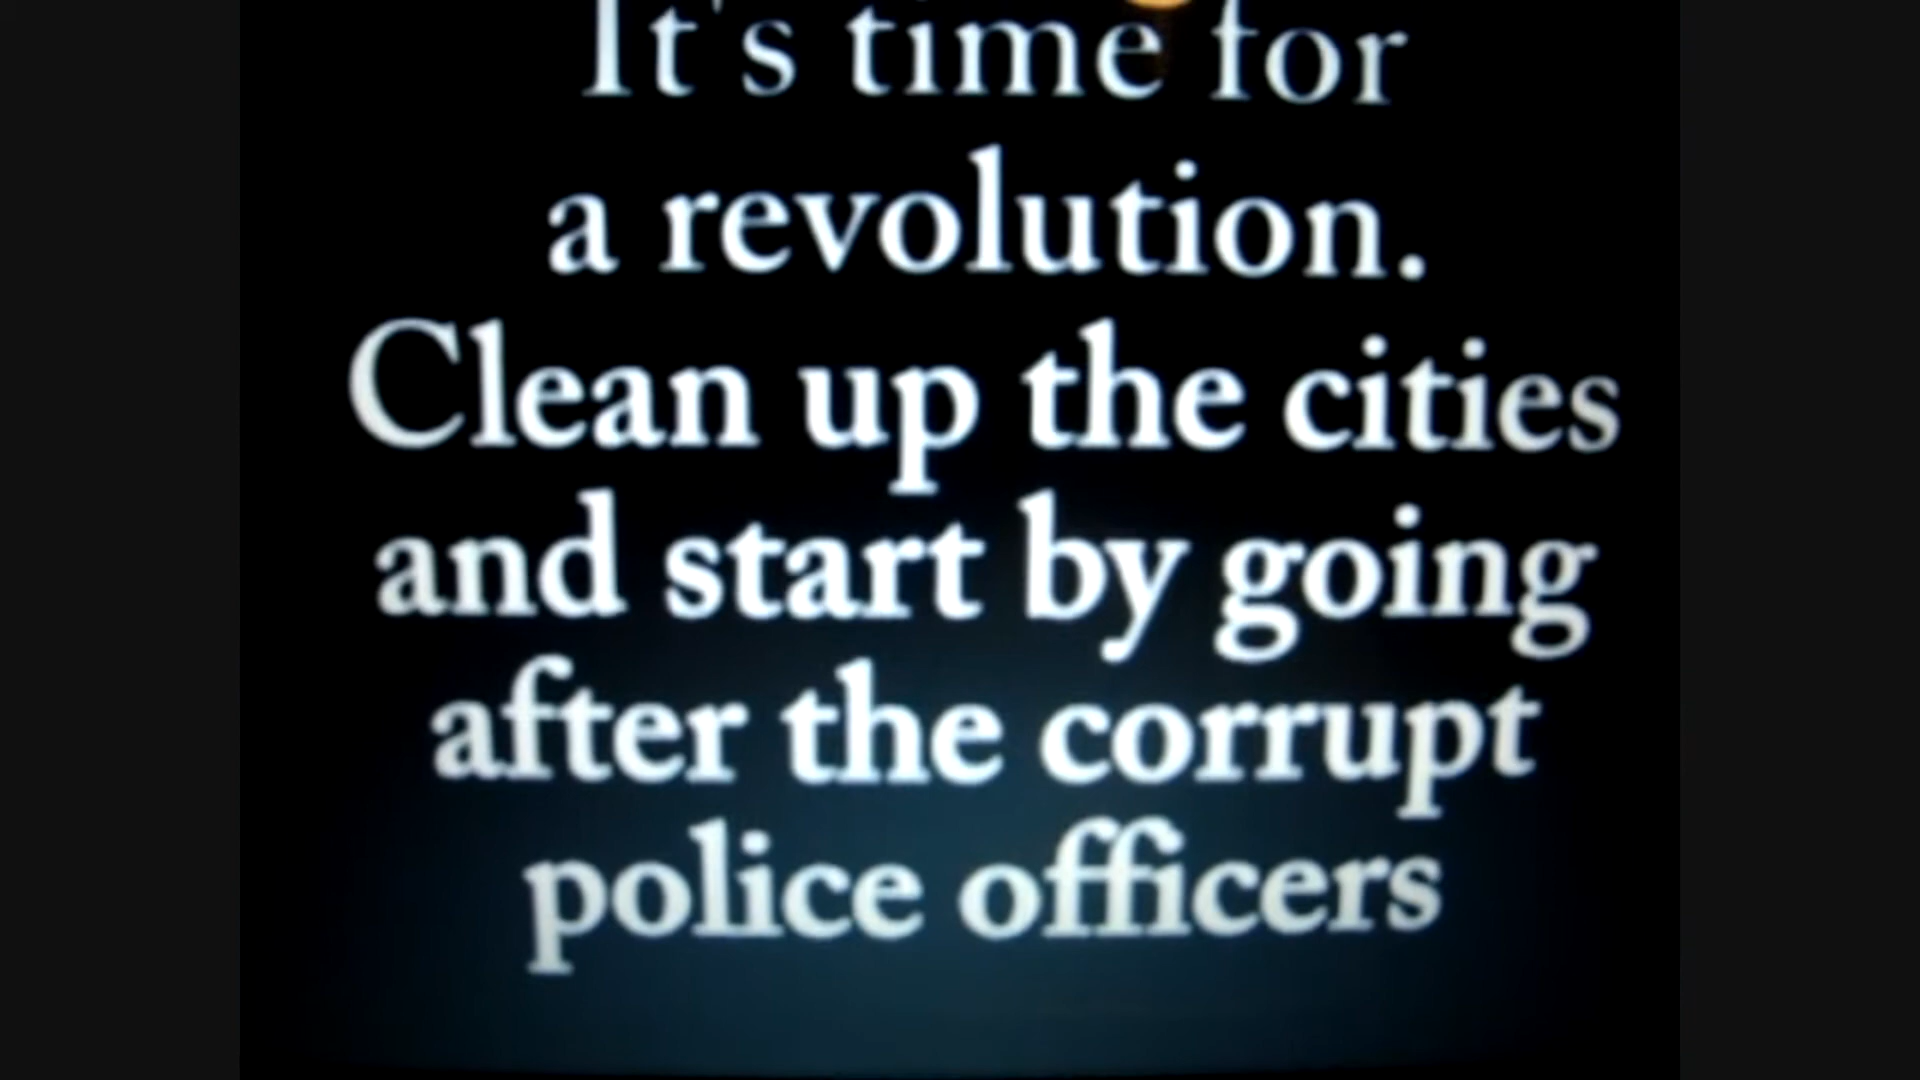 It's time for
a revolution.
Clean up the cities
and start by going
after the corrupt
police officers